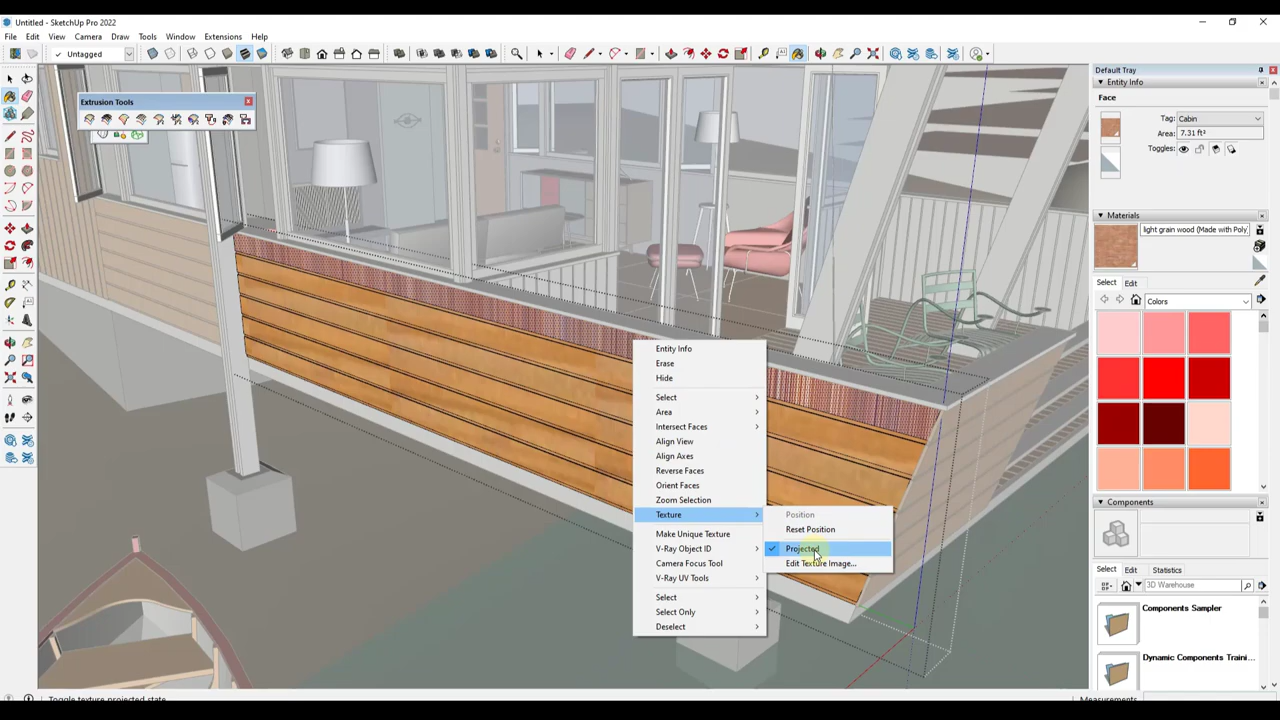 Untitled - SketchUp Pro 2022
File Edit View Camera Draw Tools Window Extensions Help
Untagged
Extrusion Tools
Default Tray
Entity Info
Face
Tag: Cabin
Area: 7.31 ft²
Toggles:
Materials
light grain wood (Made with Poly
Select Edit
Colors
Components
Select Edit Statistics
3D Warehouse
Components Sampler
Dynamic Components Traini...
Entity Info
Erase
Hide
Select
Area
Intersect Faces
Align View
Align Axes
Reverse Faces
Orient Faces
Zoom Selection
Texture
Make Unique Texture
V-Ray Object ID
Camera Focus Tool
V-Ray UV Tools
Select
Select Only
Deselect
Position
Reset Position
Projected
Edit Texture Image...
Toggle texture projected state
Measurements